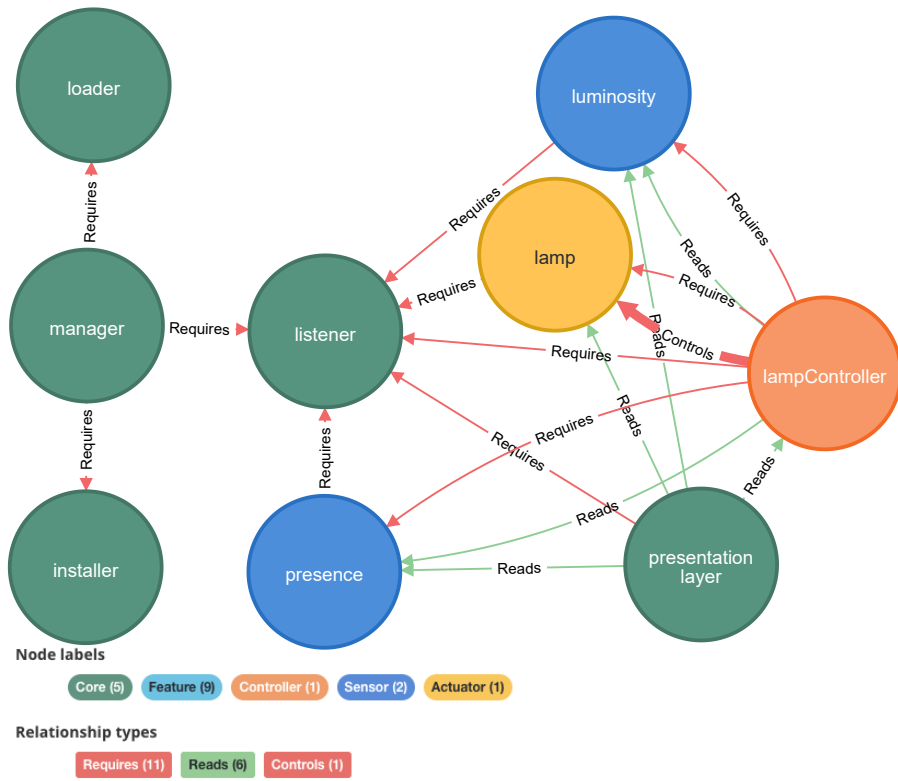 loader
luminosity
Requires
Requires
Requires
Reads
lamp
Requires
Requires
manager
Requires
listener
Reads
Controls
Requires
lampController
Reads
Requires
Requires
Requires
Requires
Reads
Reads
installer
presence
Reads
presentation
layer
Node labels
Core (5) Feature (9) Controller (1) Sensor (2) Actuator (1)
Relationship types
Requires (11) Reads (6) Controls (1)